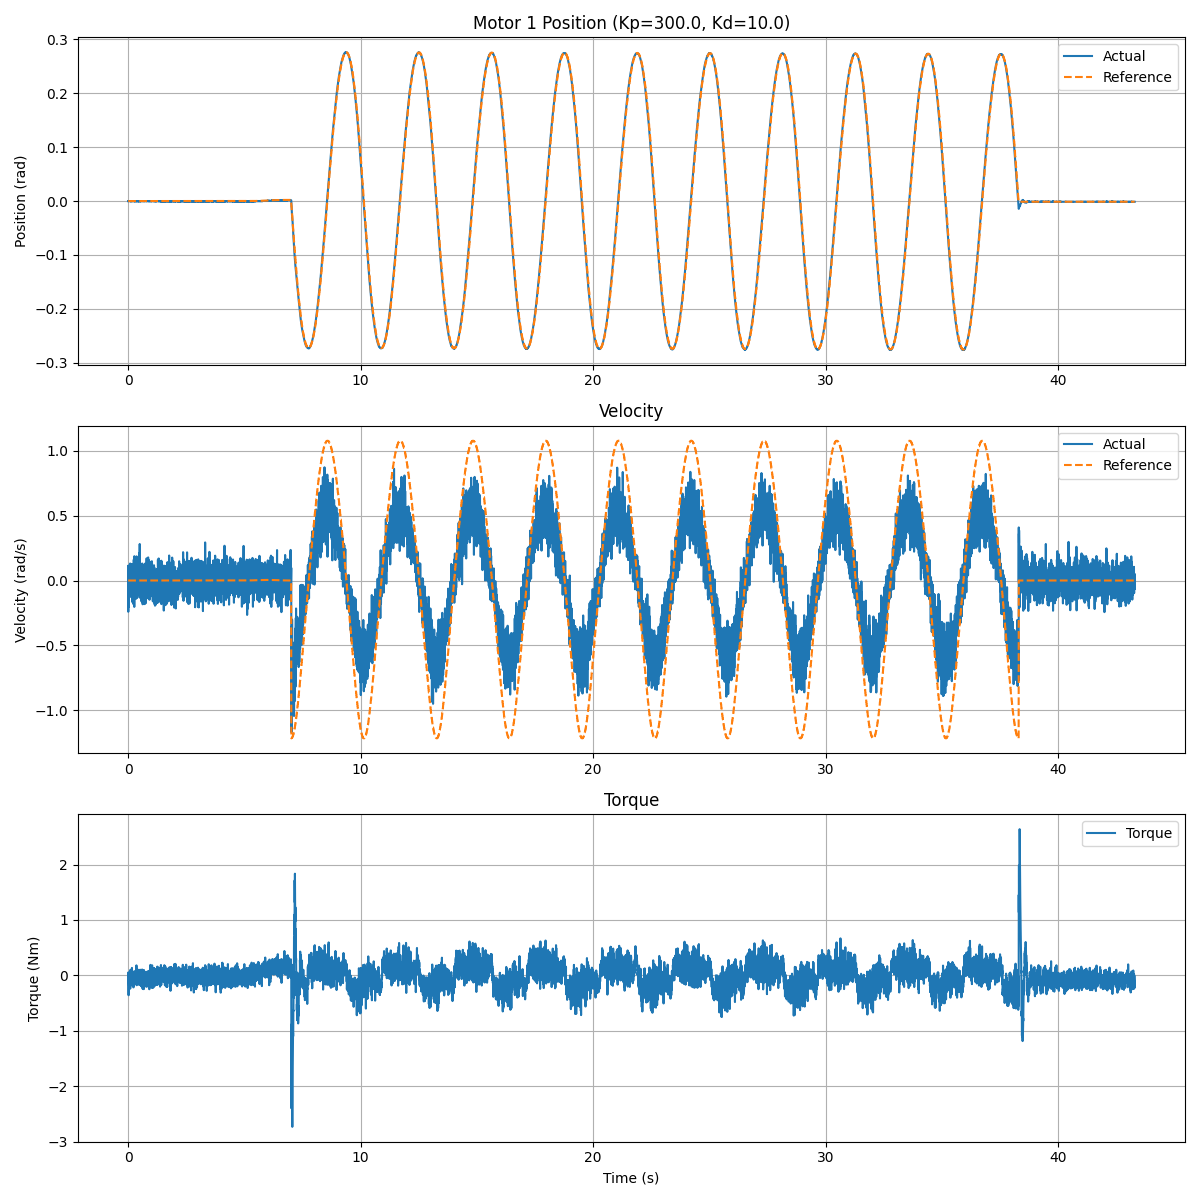 Motor 1 Position (Kp=300.0, Kd=10.0)
0.3
0.2
0.1
0.0
−0.1
−0.2
−0.3
Position (rad)
Actual
Reference
0 10 20 30 40
Velocity
1.0
0.5
0.0
−0.5
−1.0
Velocity (rad/s)
Actual
Reference
0 10 20 30 40
Torque
2
1
0
−1
−2
−3
Torque (Nm)
Torque
0 10 20 30 40
Time (s)